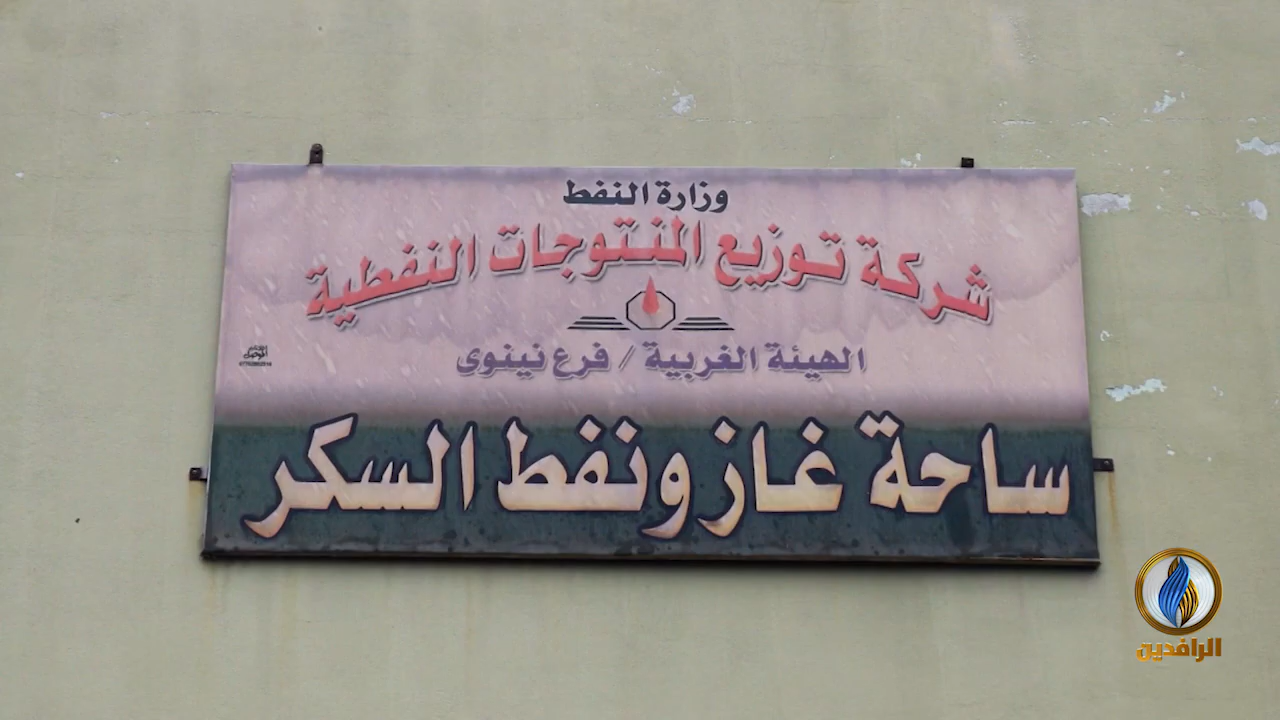 وزارة النفط
شركة توزيع المنتوجات النفطية
الهيئة الغربية / فرع نينوى
ساحة غاز ونفط السكر
الرافدين